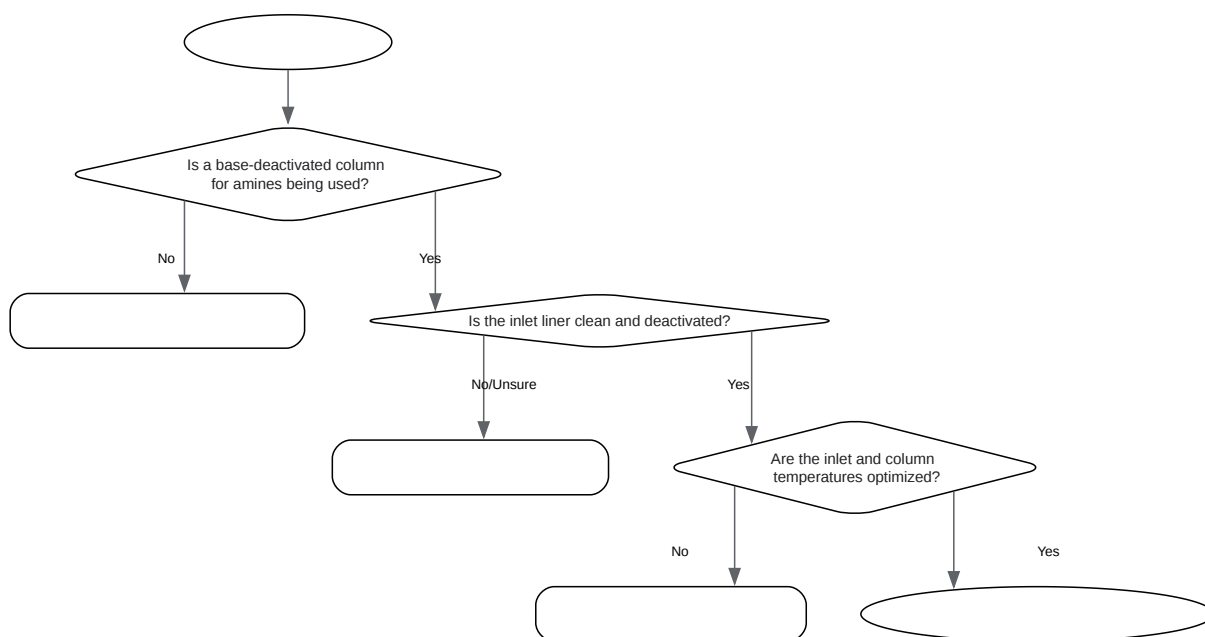 Is a base-deactivated column
for amines being used?
No
Yes
Is the inlet liner clean and deactivated?
No/Unsure
Yes
Are the inlet and column
temperatures optimized?
No
Yes